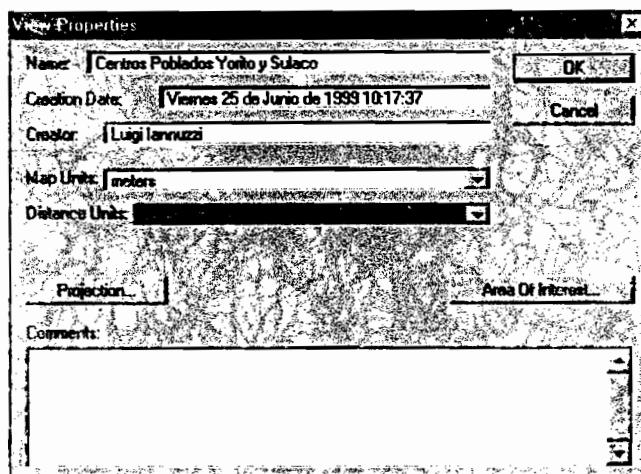 View Properties
Name: Centros Poblados Yorito y Sulaco
OK
Creation Date: Viernes 25 de Junio de 1999 10:17:37
Cancel
Creator: Luigi Iannuzzi
Map Units: meters
Distance Units:
Projection...
Area Of Interest...
Comments: